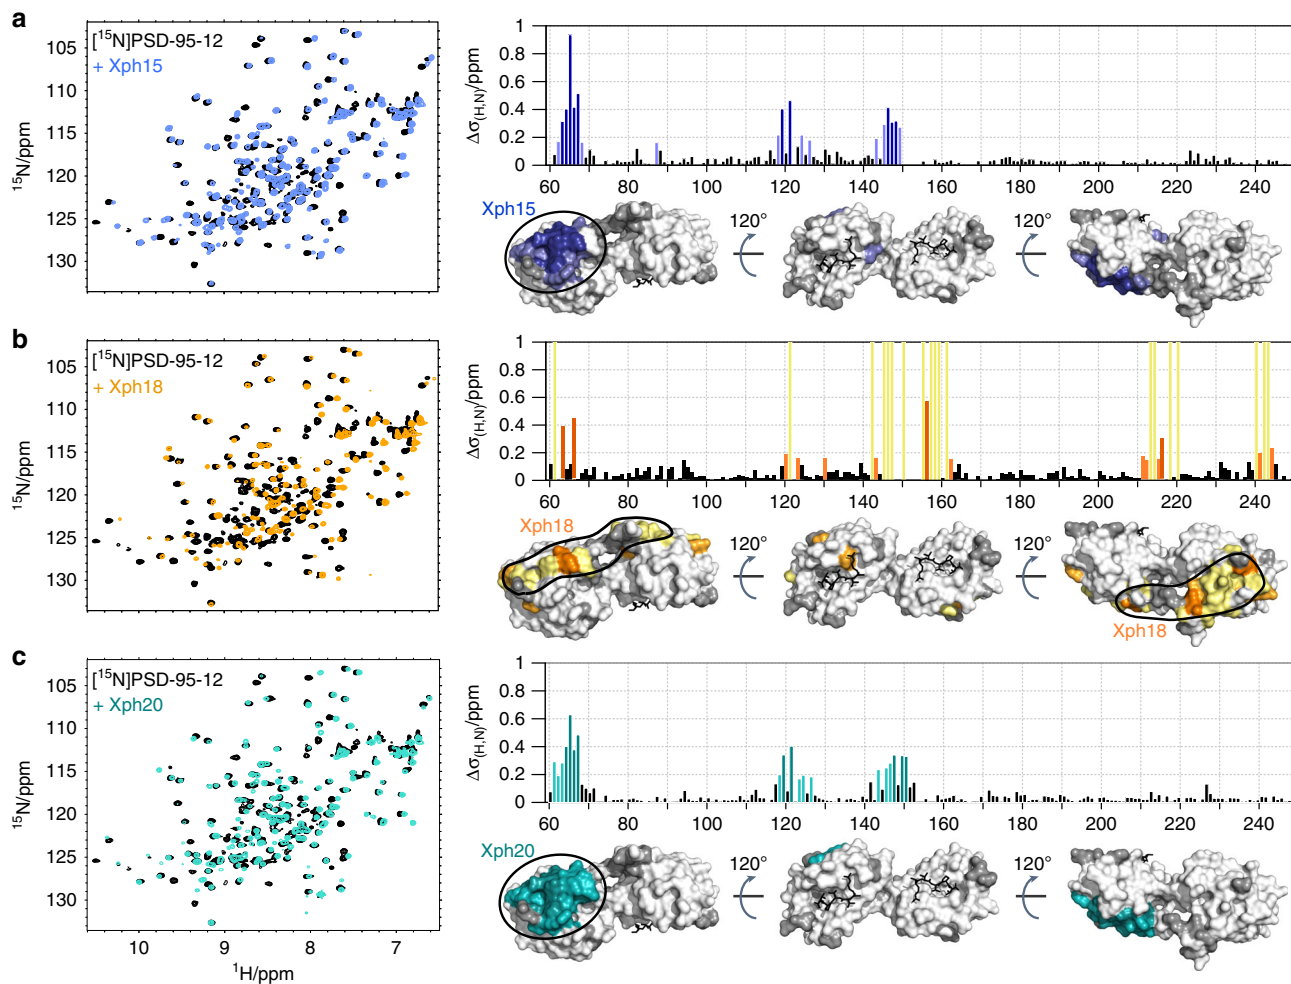 a
[¹⁵N]PSD-95-12
+ Xph15
105
110
115
120
125
130
¹⁵N/ppm
1
0.8
0.6
0.4
0.2
0
Δσ(H,N)/ppm
60 80 100 120 140 160 180 200 220 240
Xph15
120°
120°
b
[¹⁵N]PSD-95-12
+ Xph18
105
110
115
120
125
130
¹⁵N/ppm
1
0.8
0.6
0.4
0.2
0
Δσ(H,N)/ppm
60 80 100 120 140 160 180 200 220 240
Xph18
120°
120°
Xph18
c
[¹⁵N]PSD-95-12
+ Xph20
105
110
115
120
125
130
¹⁵N/ppm
10 9 8 7
¹H/ppm
1
0.8
0.6
0.4
0.2
0
Δσ(H,N)/ppm
60 80 100 120 140 160 180 200 220 240
Xph20
120°
120°